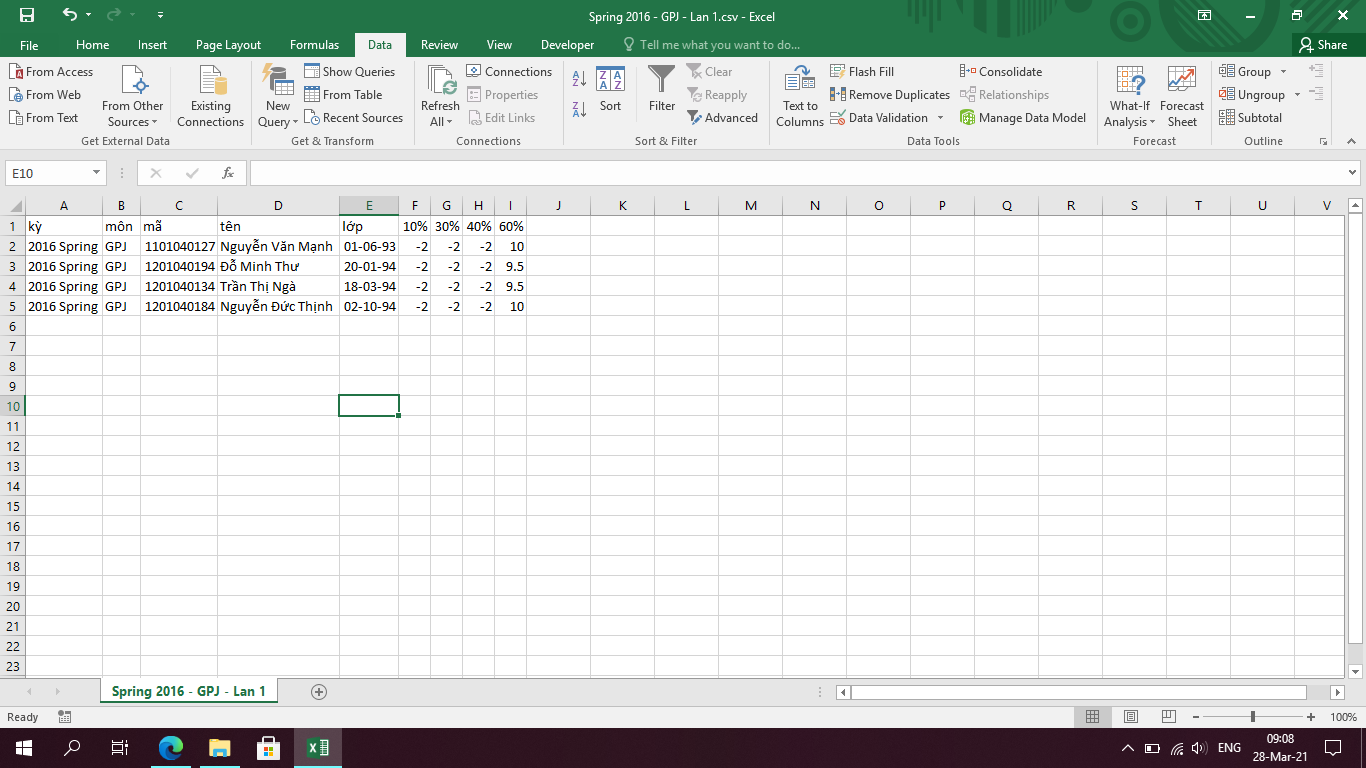 Spring 2016 - GPJ - Lan 1.csv - Excel
File Home Insert Page Layout Formulas Data Review View Developer Tell me what you want to do... Share
From Access
From Web
From Text
From Other Sources
Existing Connections
Get External Data
New Query
Show Queries
From Table
Recent Sources
Get & Transform
Refresh All
Connections
Properties
Edit Links
Connections
Sort
Filter
Clear
Reapply
Advanced
Sort & Filter
Text to Columns
Flash Fill
Remove Duplicates
Data Validation
Consolidate
Relationships
Manage Data Model
Data Tools
What-If Analysis
Forecast Sheet
Forecast
Group
Ungroup
Subtotal
Outline
E10 fx
A B C D E F G H I J K L M N O P Q R S T U V
1 kỳ môn mã tên lớp 10% 30% 40% 60%
2 2016 Spring GPJ 1101040127 Nguyễn Văn Mạnh 01-06-93 -2 -2 -2 10
3 2016 Spring GPJ 1201040194 Đỗ Minh Thư 20-01-94 -2 -2 -2 9.5
4 2016 Spring GPJ 1201040134 Trần Thị Ngà 18-03-94 -2 -2 -2 9.5
5 2016 Spring GPJ 1201040184 Nguyễn Đức Thịnh 02-10-94 -2 -2 -2 10
6
7
8
9
10
11
12
13
14
15
16
17
18
19
20
21
22
23
Spring 2016 - GPJ - Lan 1
Ready 100%
ENG 09:08
28-Mar-21